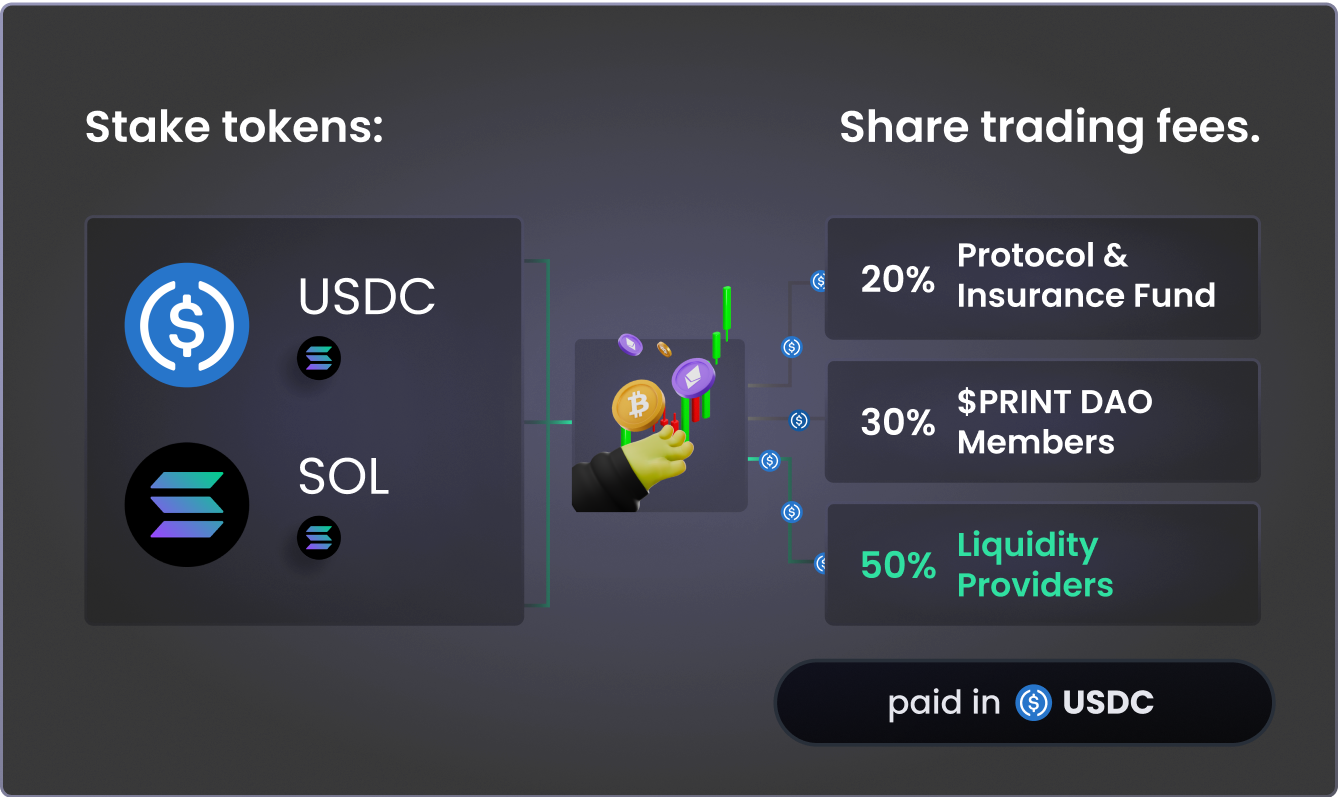 Stake tokens:
Share trading fees.
USDC
SOL
20%
Protocol &
Insurance Fund
30%
$PRINT DAO
Members
50%
Liquidity
Providers
paid in USDC